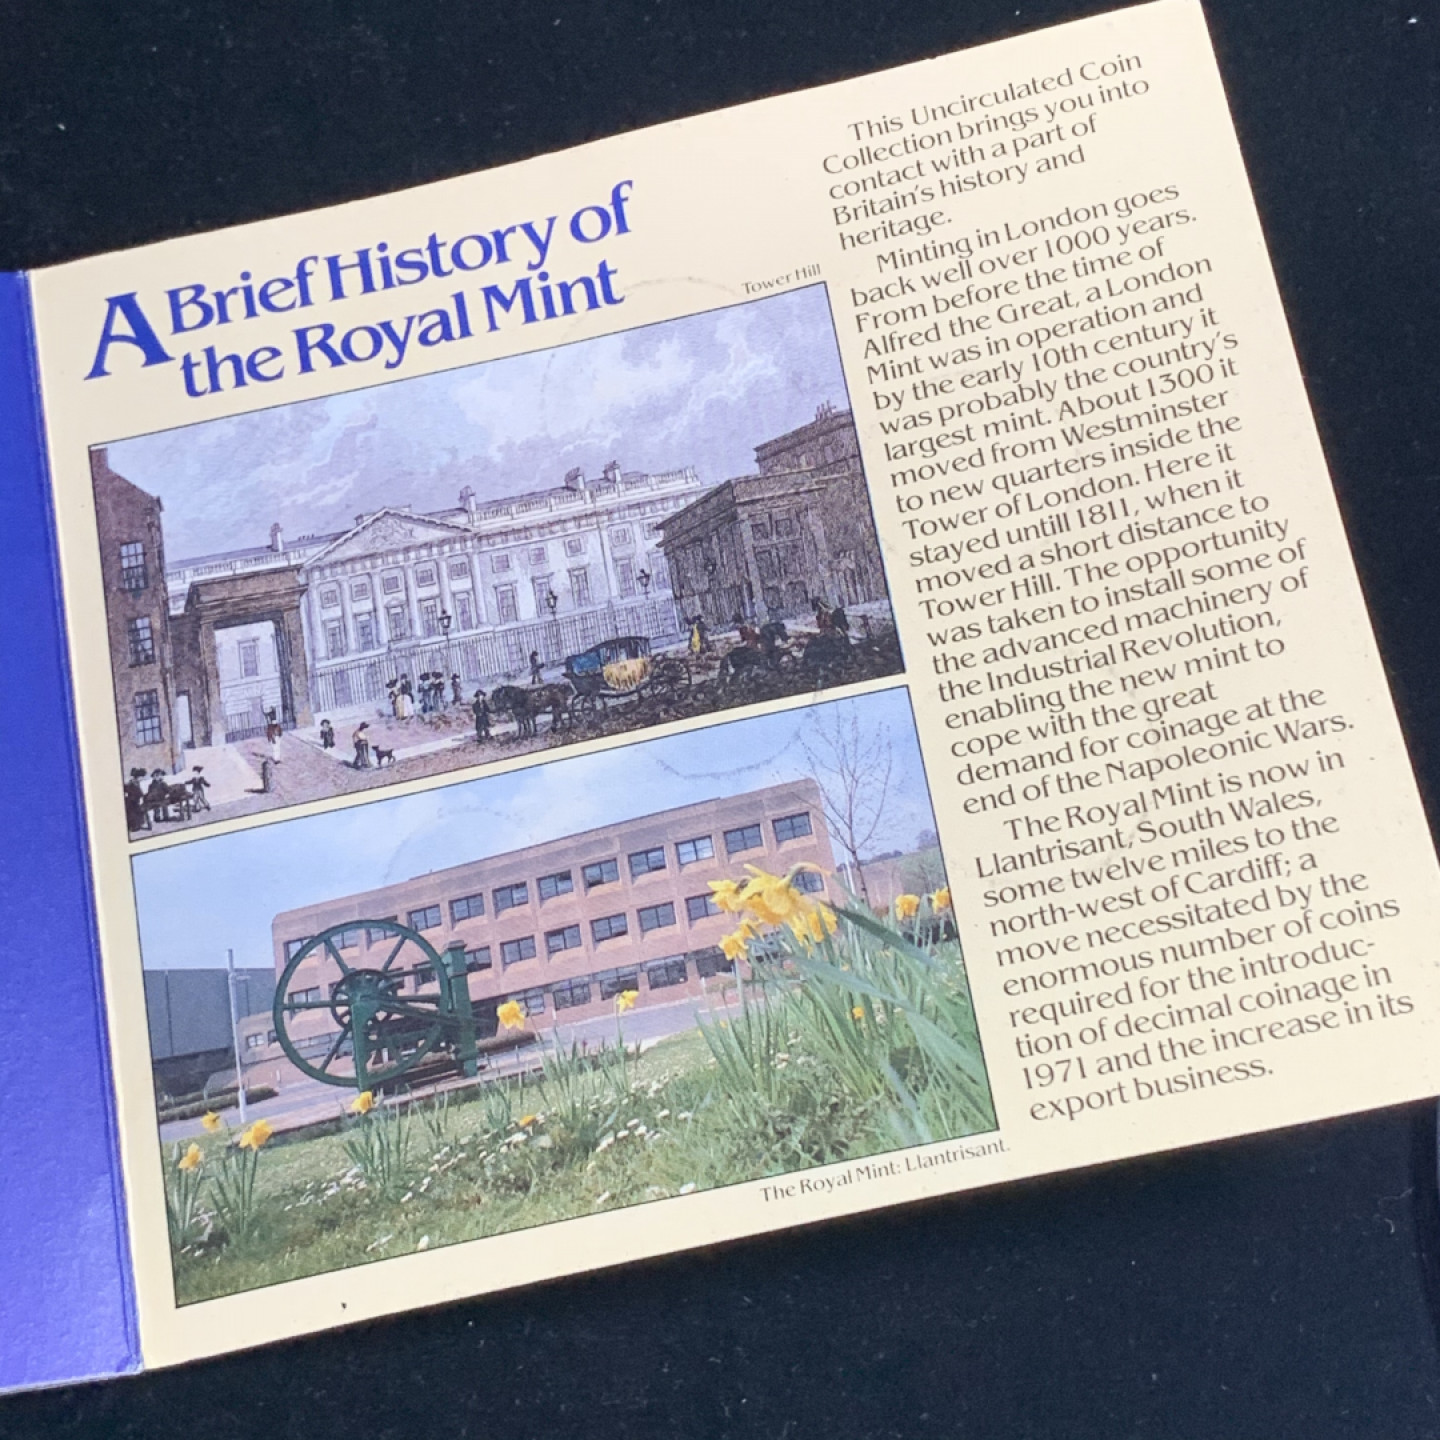 A Brief History of
the Royal Mint
Tower Hill
The Royal Mint: Llantrisant.
This Uncirculated Coin
Collection brings you into
contact with a part of
Britain's history and
heritage.
Minting in London goes
back well over 1000 years.
From before the time of
Alfred the Great, a London
Mint was in operation and
by the early 10th century it
was probably the country's
largest mint. About 1300 it
moved from Westminster
to new quarters inside the
Tower of London. Here it
stayed untill 1811, when it
moved a short distance to
Tower Hill. The opportunity
was taken to install some of
the advanced machinery of
the Industrial Revolution,
enabling the new mint to
cope with the great
demand for coinage at the
end of the Napoleonic Wars.
The Royal Mint is now in
Llantrisant, South Wales,
some twelve miles to the
north-west of Cardiff; a
move necessitated by the
enormous number of coins
required for the introduc-
tion of decimal coinage in
1971 and the increase in its
export business.